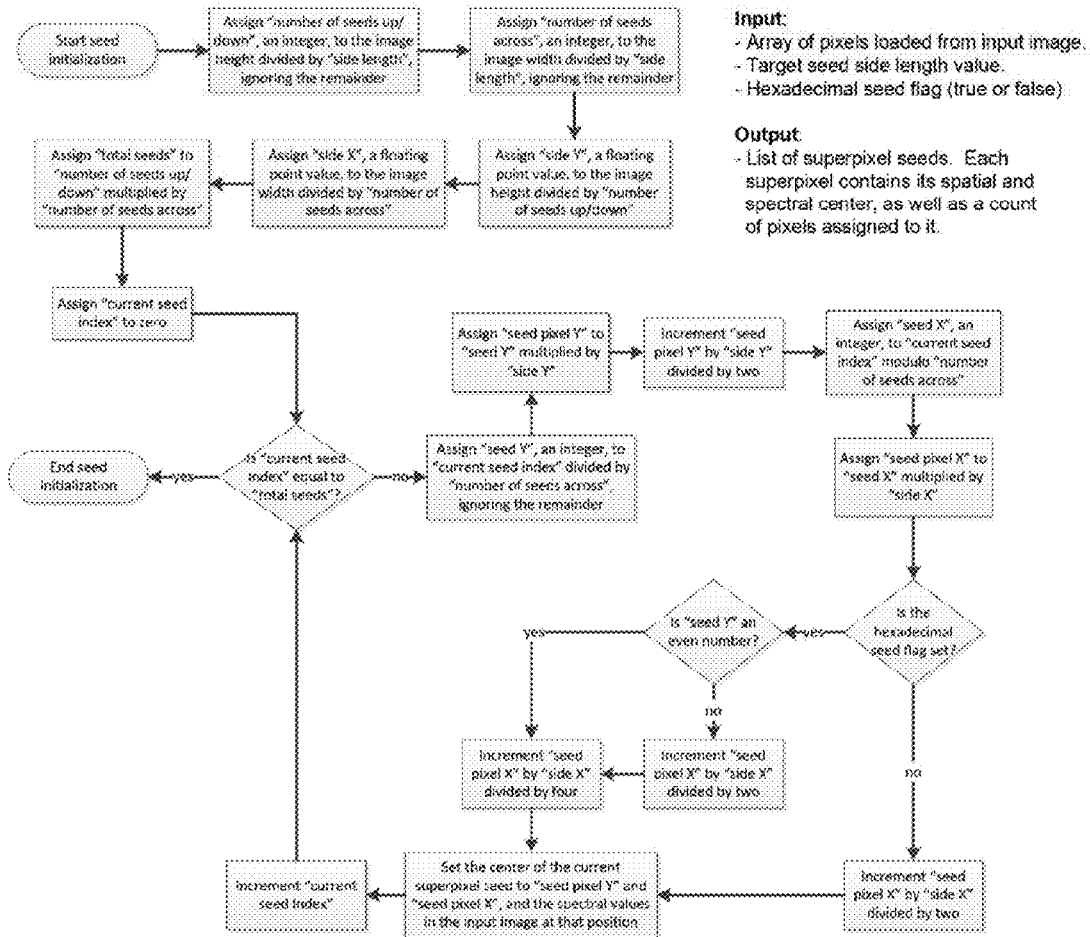 Start seed
initialization
Assign "number of seeds up/
down", an integer, to the image
height divided by "side length",
ignoring the remainder
Assign "number of seeds
across", an integer, to the
image width divided by "side
length", ignoring the remainder
Input:
- Array of pixels loaded from input image.
- Target seed side length value.
- Hexadecimal seed flag (true or false)
Output:
- List of superpixel seeds. Each
superpixel contains its spatial and
spectral center, as well as a count
of pixels assigned to it.
Assign "total seeds" to
"number of seeds up/
down" multiplied by
"number of seeds across"
Assign "side X", a floating
point value, to the image
width divided by "number of
seeds across"
Assign "side Y", a floating
point value, to the image
height divided by "number
of seeds up/down"
Assign "current seed
index" to zero
Assign "seed pixel Y" to
"seed Y" multiplied by
"side Y"
Increment "seed
pixel Y" by "side Y"
divided by two
Assign "seed X", an
integer, to "current seed
index" modulo "number
of seeds across"
End seed
initialization
yes
Is "current seed
index" equal to
"total seeds"?
no
Assign "seed Y", an integer, to
"current seed index" divided by
"number of seeds across",
ignoring the remainder
Assign "seed pixel X" to
"seed X" multiplied by
"side X"
yes
Is "seed Y" an
even number?
yes
Is the
hexadecimal
seed flag set?
no
no
Increment "seed
pixel X" by "side X"
divided by four
Increment "seed
pixel X" by "side X"
divided by two
Increment "current
seed index"
Set the center of the current
superpixel seed to "seed pixel Y" and
"seed pixel X", and the spectral values
in the input image at that position
Increment "seed
pixel X" by "side X"
divided by two